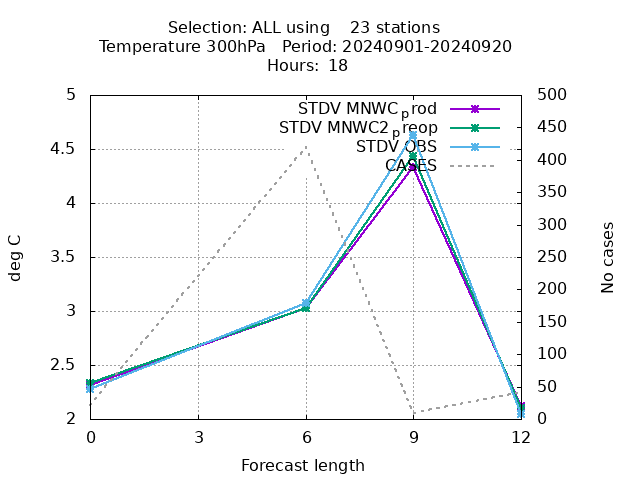 Selection: ALL using 23 stations
Temperature 300hPa Period: 20240901-20240920
Hours: 18
5 500
STDV MNWC_prod
STDV MNWC2_preop 450
4.5 STDV OBS 400
CASES
350
4 300
deg C 3.5 250 No cases
3 200
150
2.5 100
50
2 0
0 3 6 9 12
Forecast length